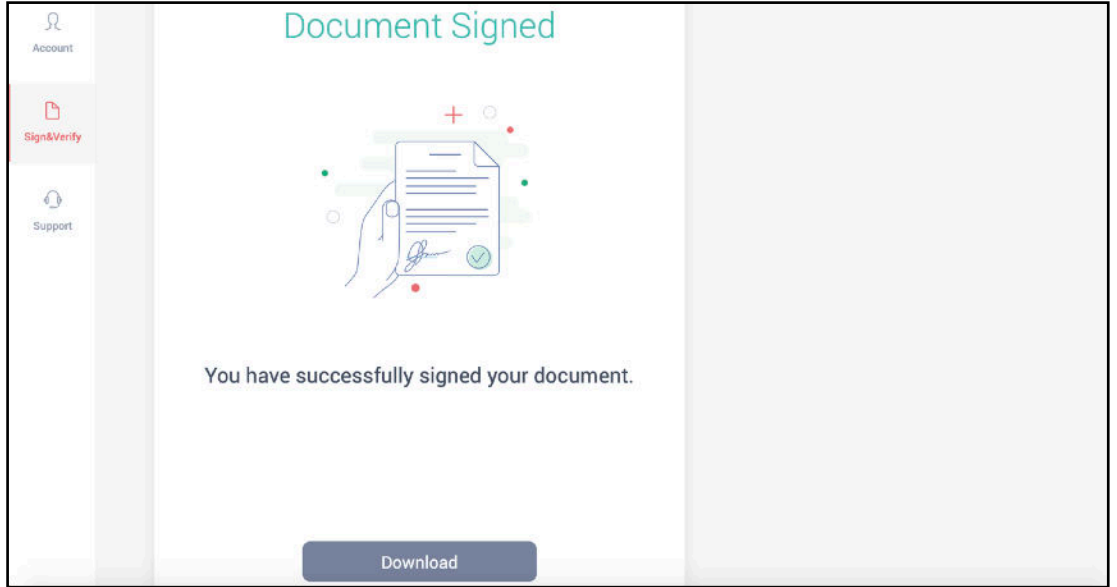 Account
Sign&Verify
Support
Document Signed
You have successfully signed your document.
Download